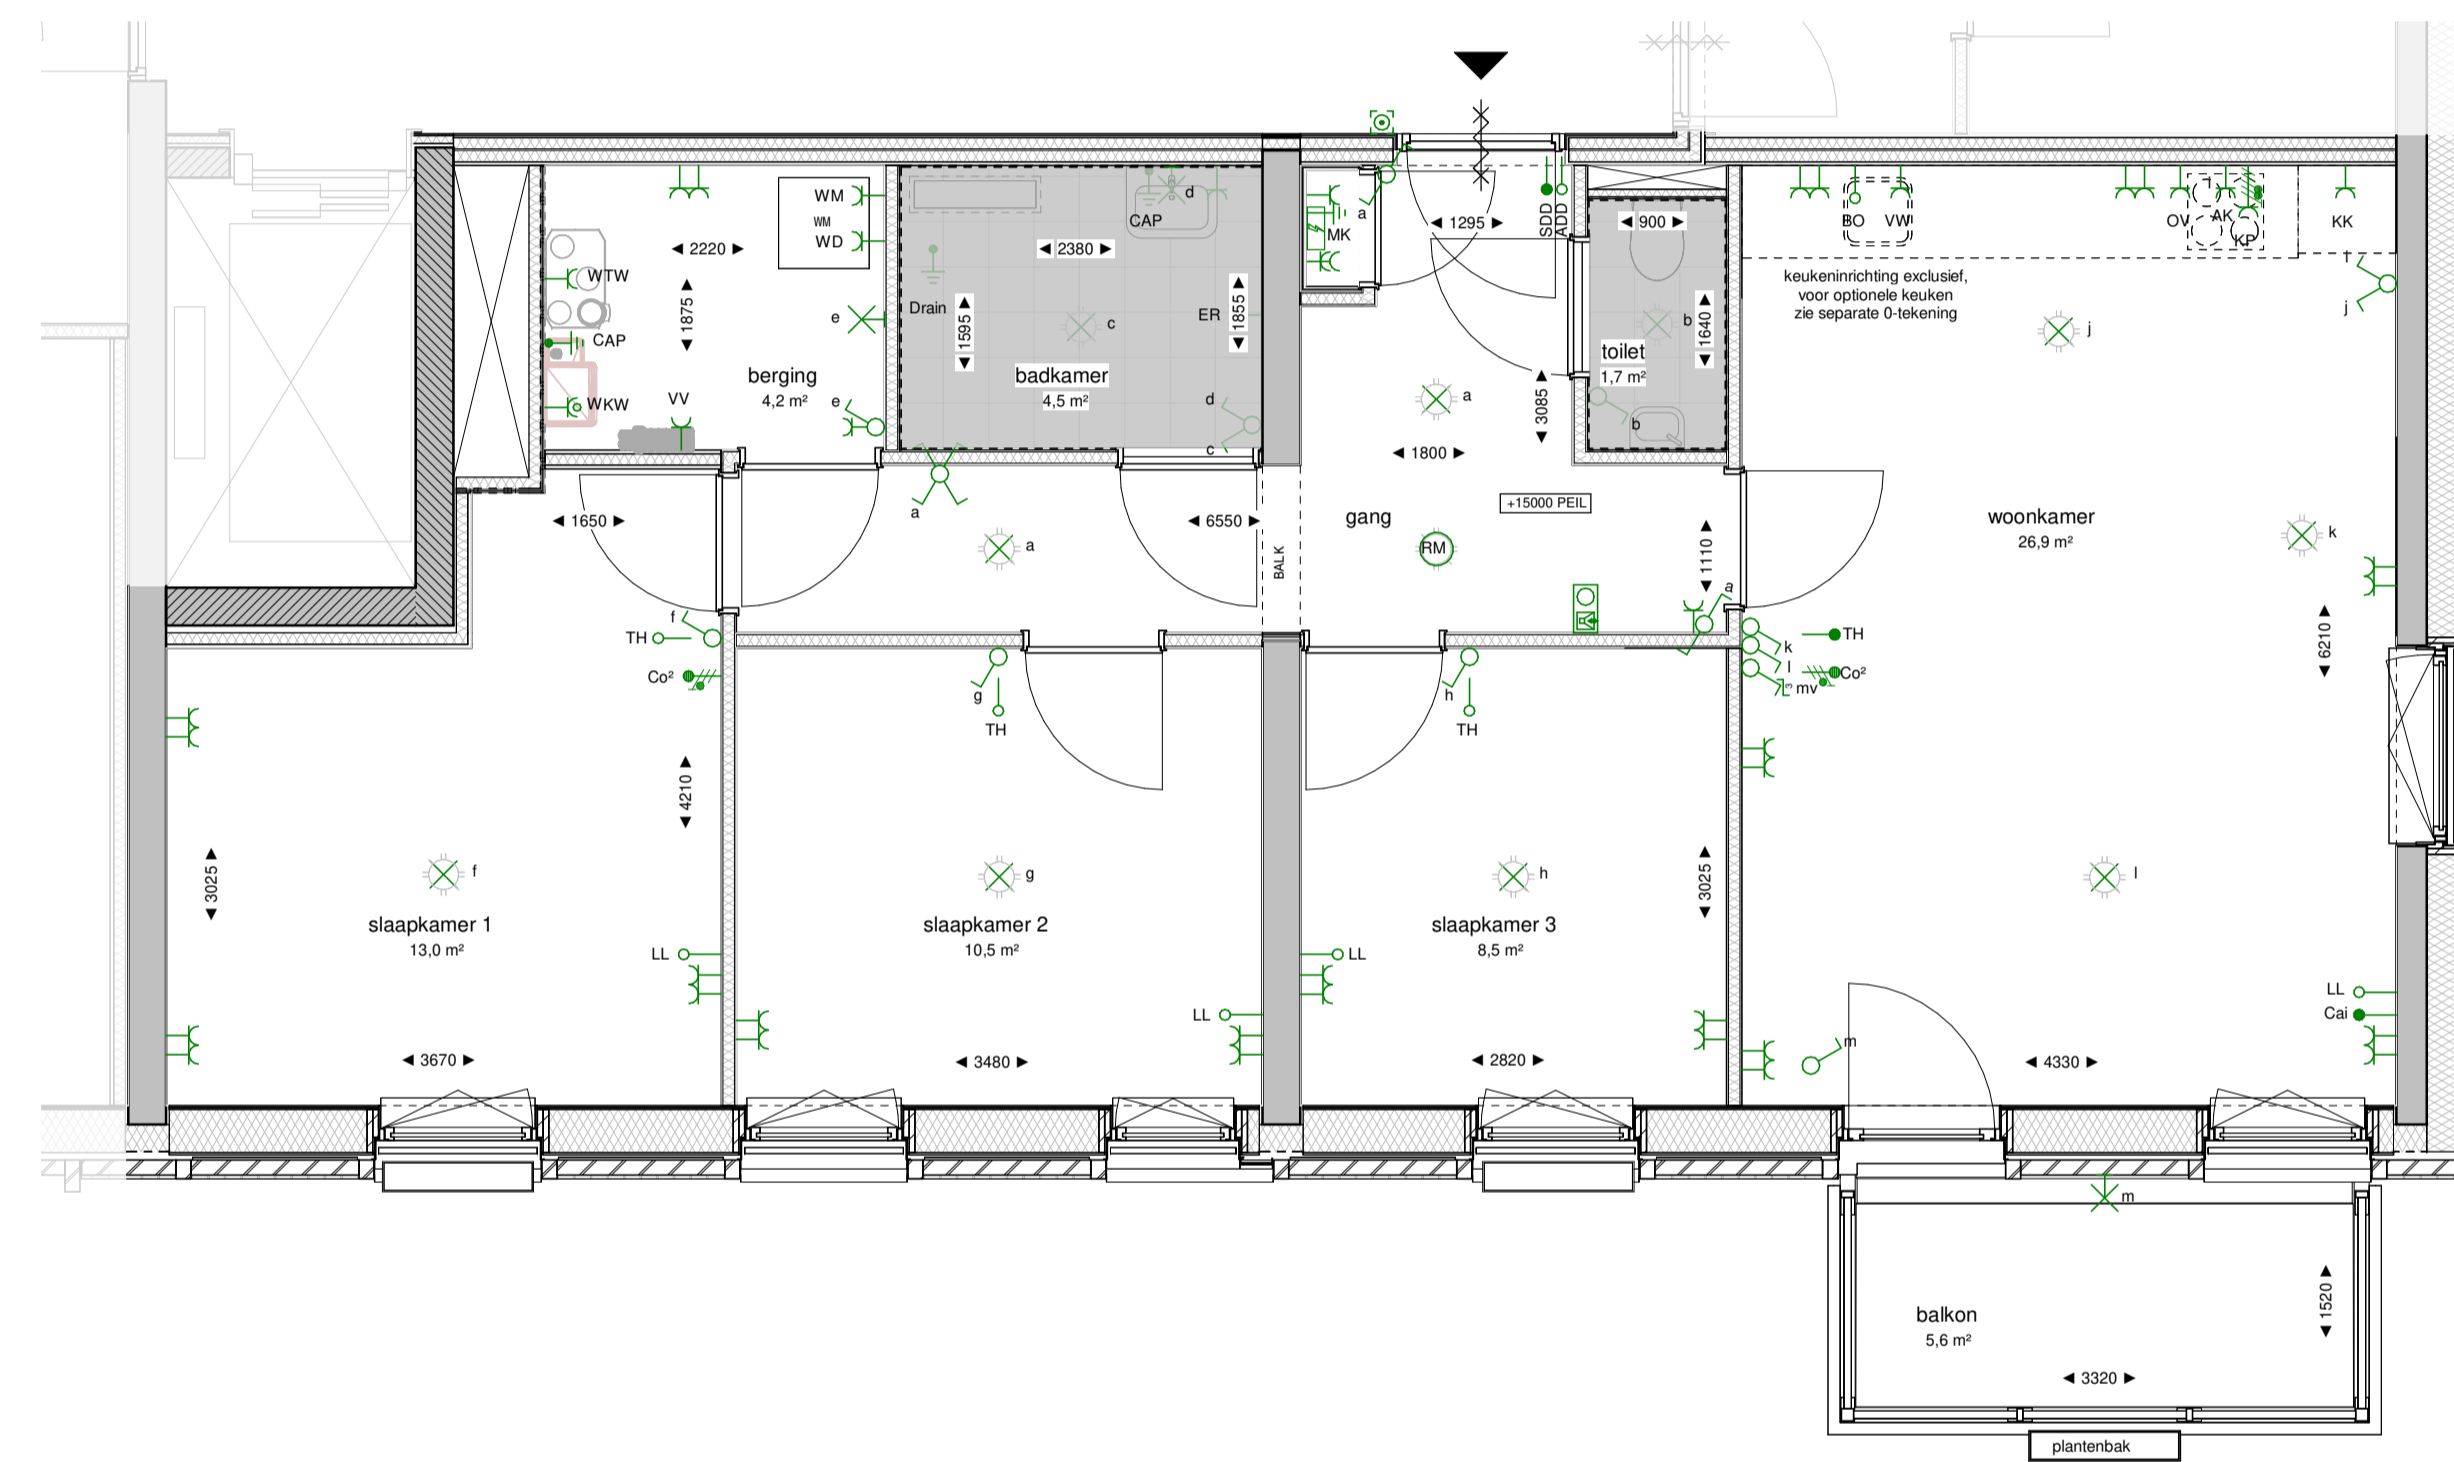 a
SDD
ADD
d
CAP
WM
WM
WD
MK
1295
900
BO
VW
OV
AK
KP
KK
2220
2380
WTW
1875
Drain
1595
ER
1855
c
e
CAP
b
1640
j
l
j
keukeninrichting exclusief,
voor optionele keuken
zie separate 0-tekening
berging
4,2 m²
badkamer
4,5 m²
toilet
1,7 m²
WKW
VV
e
d
c
a
3085
b
1800
a
1650
6550
gang
+15000 PEIL
woonkamer
26,9 m²
k
a
BALK
RM
1110
a
f
TH
Co²
g
TH
h
TH
k
l
3 mv
TH
Co²
6210
4210
3025
f
g
h
3025
l
slaapkamer 1
13,0 m²
slaapkamer 2
10,5 m²
slaapkamer 3
8,5 m²
LL
LL
LL
LL
Cai
m
3670
3480
2820
4330
m
balkon
5,6 m²
1520
3320
plantenbak